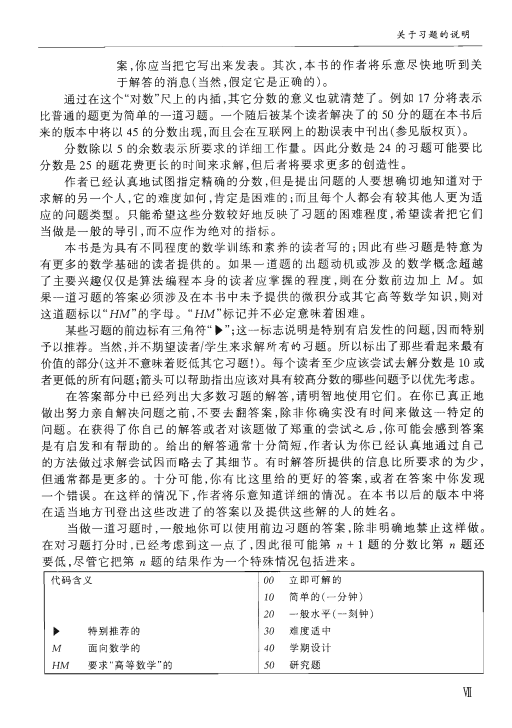 关于习题的说明
案,你应当把它写出来发表。其次,本书的作者将乐意尽快地听到关
于解答的消息(当然,假定它是正确的)。
通过在这个“对数”尺上的内插,其它分数的意义也就清楚了。例如 17 分将表示
比普通的题更为简单的一道习题。一个随后被某个读者解决了的 50 分的题在本书后
来的版本中将以 45 的分数出现,而且会在互联网上的勘误表中刊出(参见版权页)。
分数除以 5 的余数表示所要求的详细工作量。因此分数是 24 的习题可能要比
分数是 25 的题花费更长的时间来求解,但后者将要求更多的创造性。
作者已经认真地试图指定精确的分数,但是提出问题的人要想确切地知道对于
求解的另一个人,它的难度如何,肯定是困难的;而且每个人都会有较其他人更为适
应的问题类型。只能希望这些分数较好地反映了习题的困难程度,希望读者把它们
当做是一般的导引,而不应作为绝对的指标。
本书是为具有不同程度的数学训练和素养的读者写的;因此有些习题是特意为
有更多的数学基础的读者提供的。如果一道题的出题动机或涉及的数学概念超越
了主要兴趣仅仅是算法编程本身的读者应掌握的程度,则在分数前边加上 M。如
果一道习题的答案必须涉及在本书中未予提供的微积分或其它高等数学知识,则对
这道题标以“HM”的字母。“HM”标记并不必定意味着困难。
某些习题的前边标有三角符“▶”;这一标志说明是特别有启发性的问题,因而特别
予以推荐。当然,并不期望读者/学生来求解所有的习题。所以标出了那些看起来最有
价值的部分(这并不意味着贬低其它习题!)。每个读者至少应该尝试去解分数是 10 或
者更低的所有问题;箭头可以帮助指出应该对具有较高分数的哪些问题予以优先考虑。
在答案部分中已经列出大多数习题的解答,请明智地使用它们。在你已真正地
做出努力亲自解决问题之前,不要去翻答案,除非你确实没有时间来做这一特定的
问题。在获得了你自己的解答或者对该题做了郑重的尝试之后,你可能会感到答案
是有启发和有帮助的。给出的解答通常十分简短,作者认为你已经认真地通过自己
的方法做过求解尝试因而略去了其细节。有时解答所提供的信息比所要求的为少,
但通常都是更多的。十分可能,你有比这里给的更好的答案,或者在答案中你发现
一个错误。在这样的情况下,作者将乐意知道详细的情况。在本书以后的版本中将
在适当地方刊登出这些改进了的答案以及提供这些解的人的姓名。
当做一道习题时,一般地你可以使用前边习题的答案,除非明确地禁止这样做。
在对习题打分时,已经考虑到这一点了,因此很可能第 n + 1 题的分数比第 n 题还
要低,尽管它把第 n 题的结果作为一个特殊情况包括进来。
代码含义
▶ 特别推荐的
M 面向数学的
HM 要求“高等数学”的
00 立即可解的
10 简单的(一分钟)
20 一般水平(一刻钟)
30 难度适中
40 学期设计
50 研究题
Ⅶ